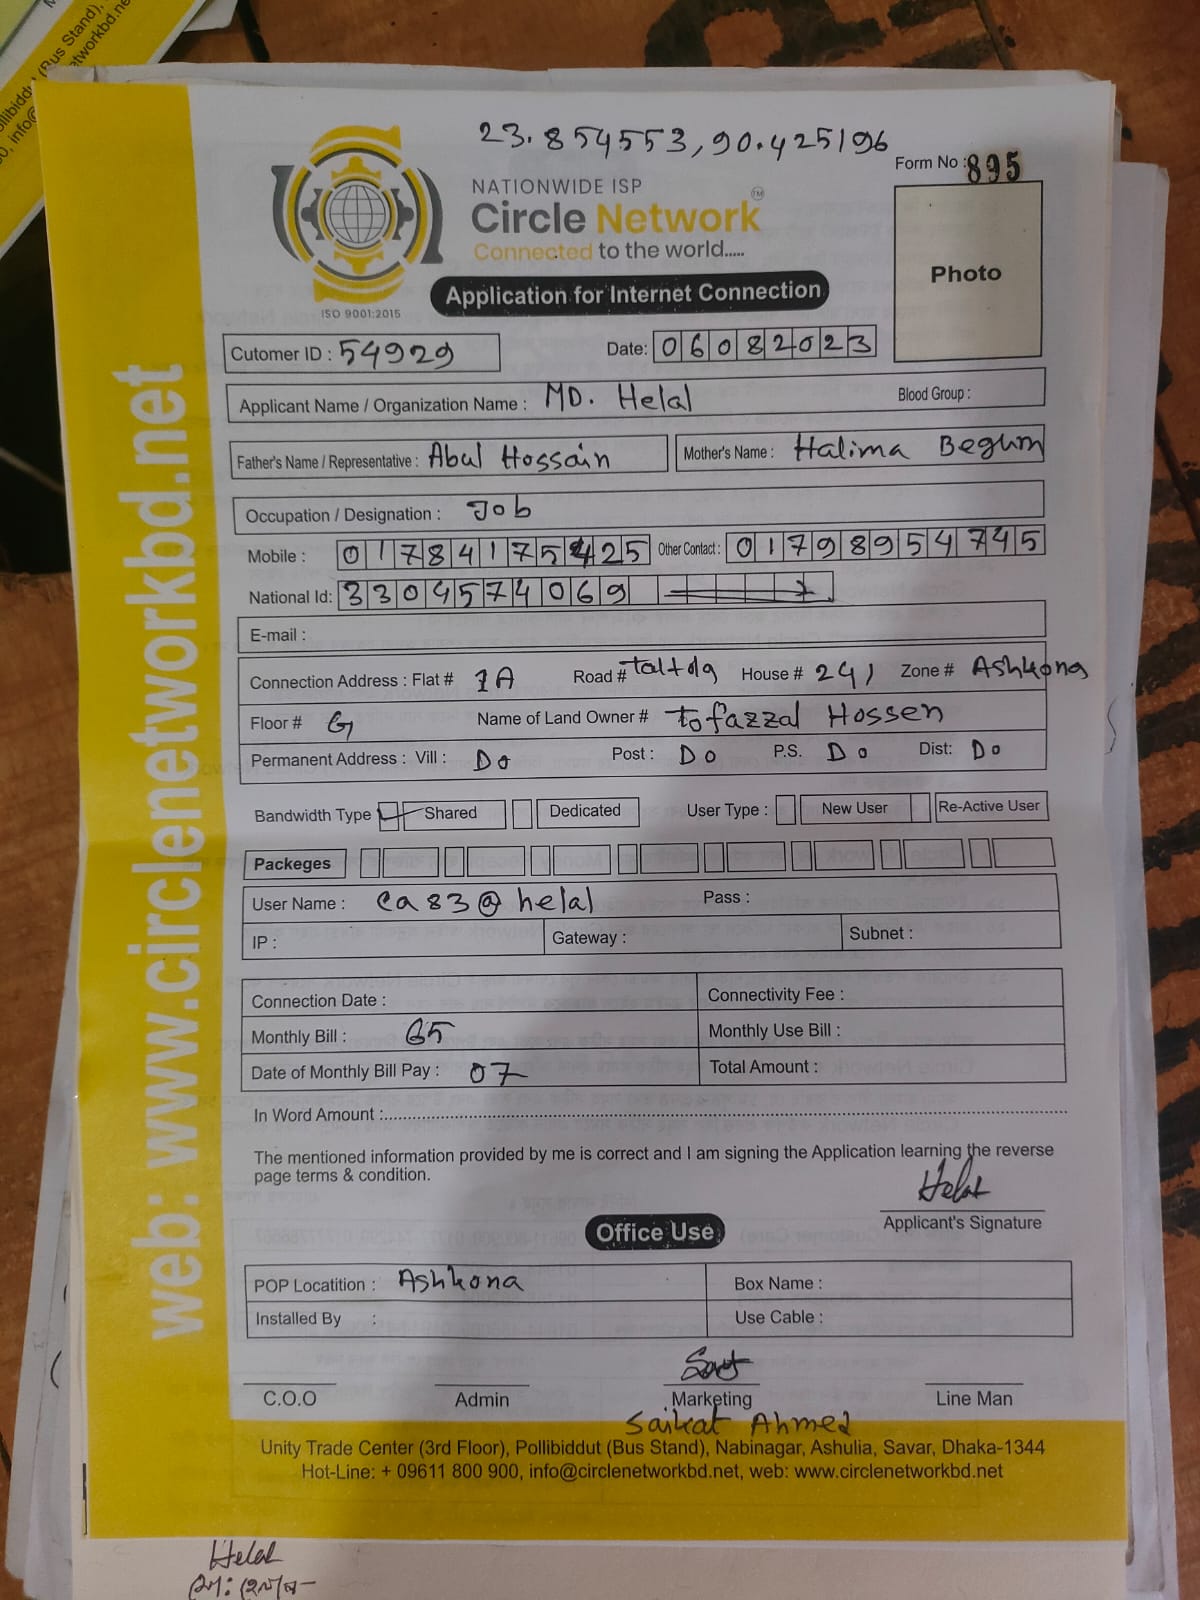 llibiddut (Bus Stand),
23.854553, 90.425196
Form No : 895
NATIONWIDE ISP
Circle Network TM
Connected to the world.....
ISO 9001:2015
Photo
Application for Internet Connection
Cutomer ID : 54929 Date: 06082023
Applicant Name / Organization Name : MD. Helal Blood Group :
Father's Name / Representative : Abul Hossain Mother's Name : Halima Begum
Occupation / Designation : Job
Mobile : 01784175425 Other Contact : 01798954745
National Id: 3304574069
E-mail :
Connection Address : Flat # 1A Road # House # 241 Zone # Ashkona
Floor # G Name of Land Owner # tofazzal Hossen
Permanent Address : Vill : Do Post : Do P.S. Do Dist: Do
Bandwidth Type Shared Dedicated User Type : New User Re-Active User
Packeges
User Name : ca83@helal Pass :
IP : Gateway : Subnet :
Connection Date : Connectivity Fee :
Monthly Bill : Monthly Use Bill :
Date of Monthly Bill Pay : 07 Total Amount :
In Word Amount :
The mentioned information provided by me is correct and I am signing the Application learning the reverse
page terms & condition.
Helal
Applicant's Signature
Office Use
POP Locatition : Ashkona Box Name :
Installed By : Use Cable :
C.O.O Admin Marketing Line Man
Saikat Ahmed
Unity Trade Center (3rd Floor), Pollibiddut (Bus Stand), Nabinagar, Ashulia, Savar, Dhaka-1344
Hot-Line: + 09611 800 900, info@circlenetworkbd.net, web: www.circlenetworkbd.net
web: www.circlenetworkbd.net
Helal